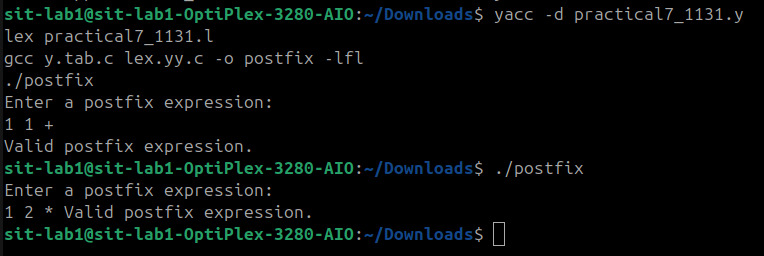 sit-lab1@sit-lab1-OptiPlex-3280-AIO:~/Downloads$ yacc -d practical7_1131.y
lex practical7_1131.l
gcc y.tab.c lex.yy.c -o postfix -lfl
./postfix
Enter a postfix expression:
1 1 +
Valid postfix expression.
sit-lab1@sit-lab1-OptiPlex-3280-AIO:~/Downloads$ ./postfix
Enter a postfix expression:
1 2 * Valid postfix expression.
sit-lab1@sit-lab1-OptiPlex-3280-AIO:~/Downloads$